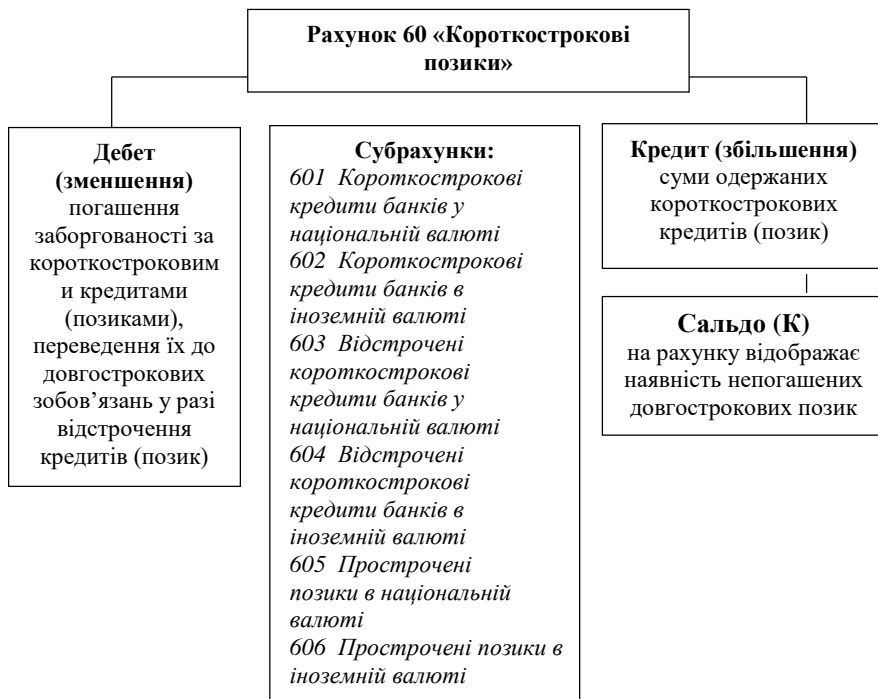 Рахунок 60 «Короткострокові
позики»
Дебет
(зменшення)
погашення
заборгованості за
короткостроковим
и кредитами
(позиками),
переведення їх до
довгострокових
зобов’язань у разі
відстрочення
кредитів (позик)
Субрахунки:
601 Короткострокові
кредити банків у
національній валюті
602 Короткострокові
кредити банків в
іноземній валюті
603 Відстрочені
короткострокові
кредити банків у
національній валюті
604 Відстрочені
короткострокові
кредити банків в
іноземній валюті
605 Прострочені
позики в національній
валюті
606 Прострочені позики в
іноземній валюті
Кредит (збільшення)
суми одержаних
короткострокових
кредитів (позик)
Сальдо (К)
на рахунку відображає
наявність непогашених
довгострокових позик